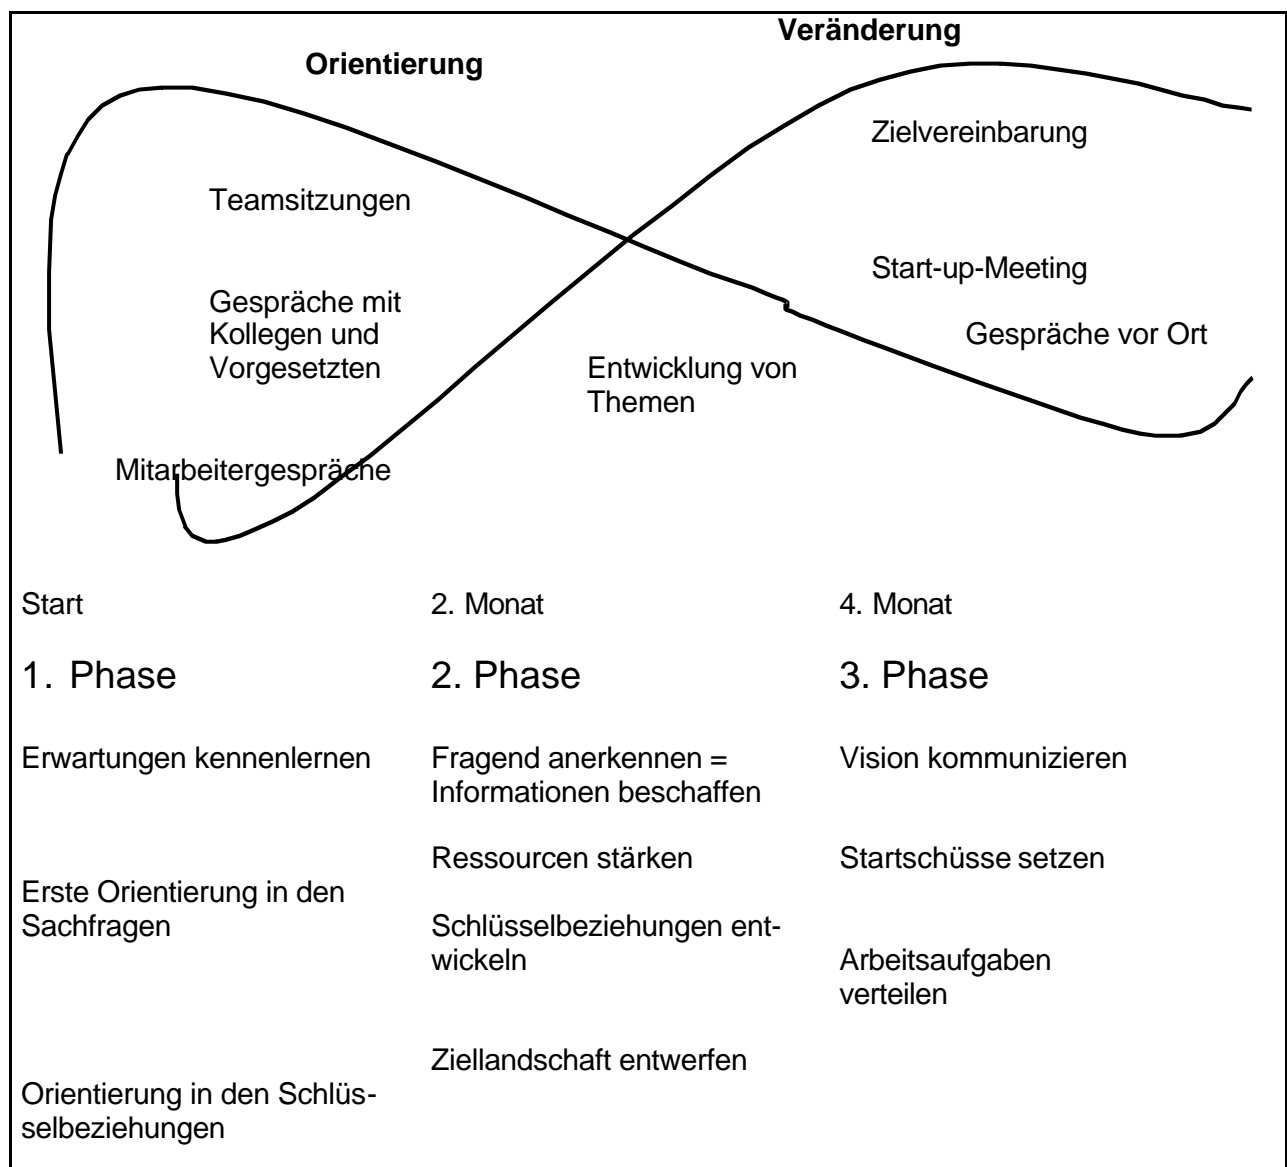 Veränderung
Orientierung
Zielvereinbarung
Teamsitzungen
Start-up-Meeting
Gespräche mit
Kollegen und
Vorgesetzten
Gespräche vor Ort
Entwicklung von
Themen
Mitarbeitergespräche
Start
2. Monat
4. Monat
1. Phase
2. Phase
3. Phase
Erwartungen kennenlernen
Erste Orientierung in den
Sachfragen
Orientierung in den Schlüs-
selbeziehungen
Fragend anerkennen =
Informationen beschaffen
Ressourcen stärken
Schlüsselbeziehungen ent-
wickeln
Ziellandschaft entwerfen
Vision kommunizieren
Startschüsse setzen
Arbeitsaufgaben
verteilen